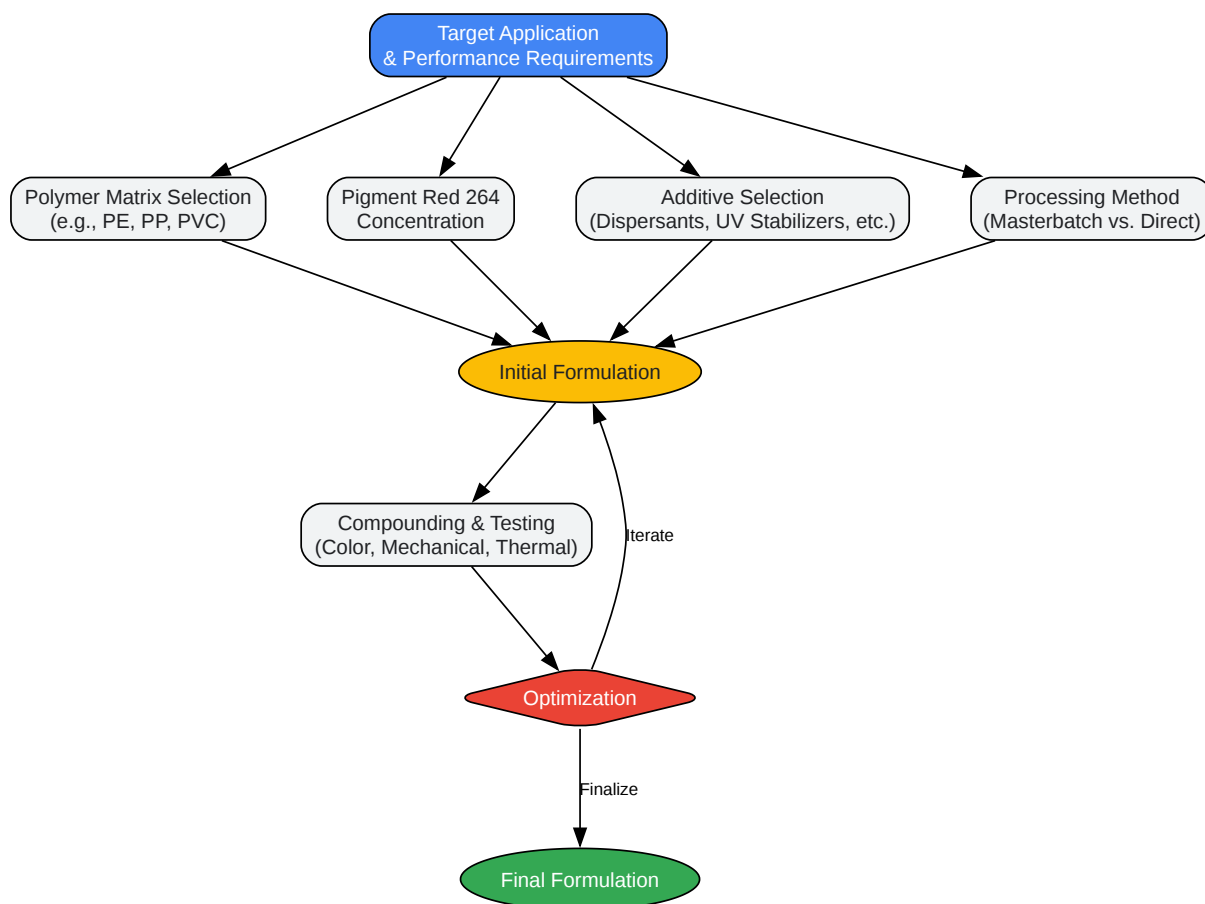 Target Application
& Performance Requirements
Polymer Matrix Selection
(e.g., PE, PP, PVC)
Pigment Red 264
Concentration
Additive Selection
(Dispersants, UV Stabilizers, etc.)
Processing Method
(Masterbatch vs. Direct)
Initial Formulation
Compounding & Testing
(Color, Mechanical, Thermal)
Iterate
Optimization
Finalize
Final Formulation